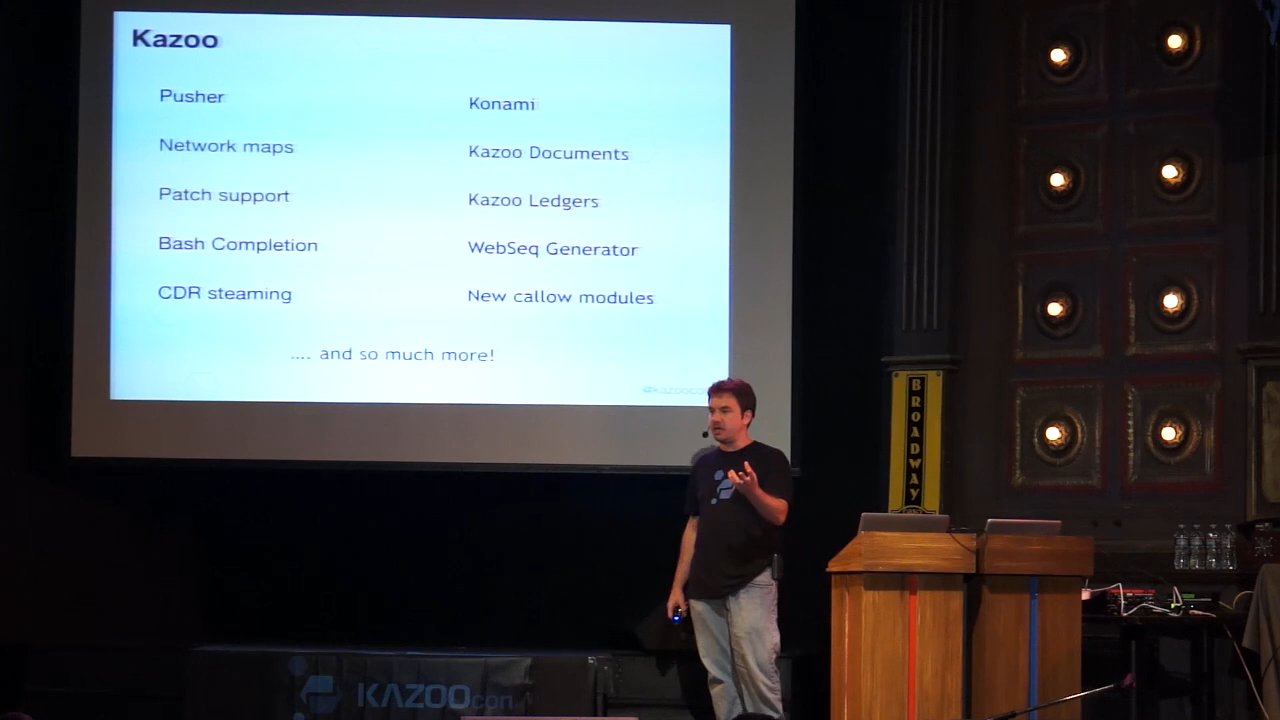 Kazoo
Pusher
Network maps
Patch support
Bash Completion
CDR steaming
Konami
Kazoo Documents
Kazoo Ledgers
WebSeq Generator
New callow modules
.... and so much more!
BROADWAY
KAZOOcon